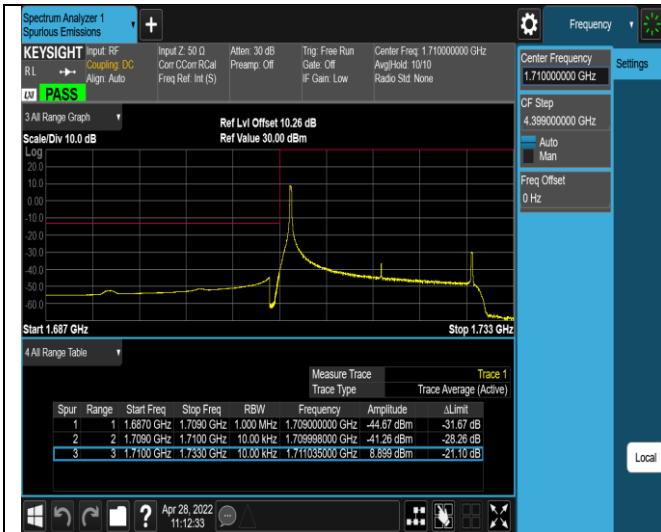 Spectrum Analyzer 1
Spurious Emissions
Frequency
KEYSIGHT
RL
Input: RF
Coupling: DC
Align: Auto
Input Z: 50 Ω
Corr CCorr RCal
Freq Ref: Int (S)
Atten: 30 dB
Preamp: Off
Trig: Free Run
Gate: Off
IF Gain: Low
Center Freq: 1.710000000 GHz
Avg|Hold: 10/10
Radio Std: None
LXI PASS
Center Frequency
1.710000000 GHz
Settings
CF Step
4.399000000 GHz
Auto
Man
Freq Offset
0 Hz
3 All Range Graph
Scale/Div 10.0 dB
Ref Lvl Offset 10.26 dB
Ref Value 30.00 dBm
Log
20.0
10.0
0.00
-10.0
-20.0
-30.0
-40.0
-50.0
-60.0
Start 1.687 GHz
Stop 1.733 GHz
4 All Range Table
Measure Trace Trace 1
Trace Type Trace Average (Active)
Spur Range Start Freq Stop Freq RBW Frequency Amplitude ΔLimit
1 1 1.6870 GHz 1.7090 GHz 1.000 MHz 1.709000000 GHz -44.67 dBm -31.67 dB
2 2 1.7090 GHz 1.7100 GHz 10.00 kHz 1.709998000 GHz -41.26 dBm -28.26 dB
3 3 1.7100 GHz 1.7330 GHz 10.00 kHz 1.711035000 GHz 8.899 dBm -21.10 dB
Local
Apr 28, 2022
11:12:33